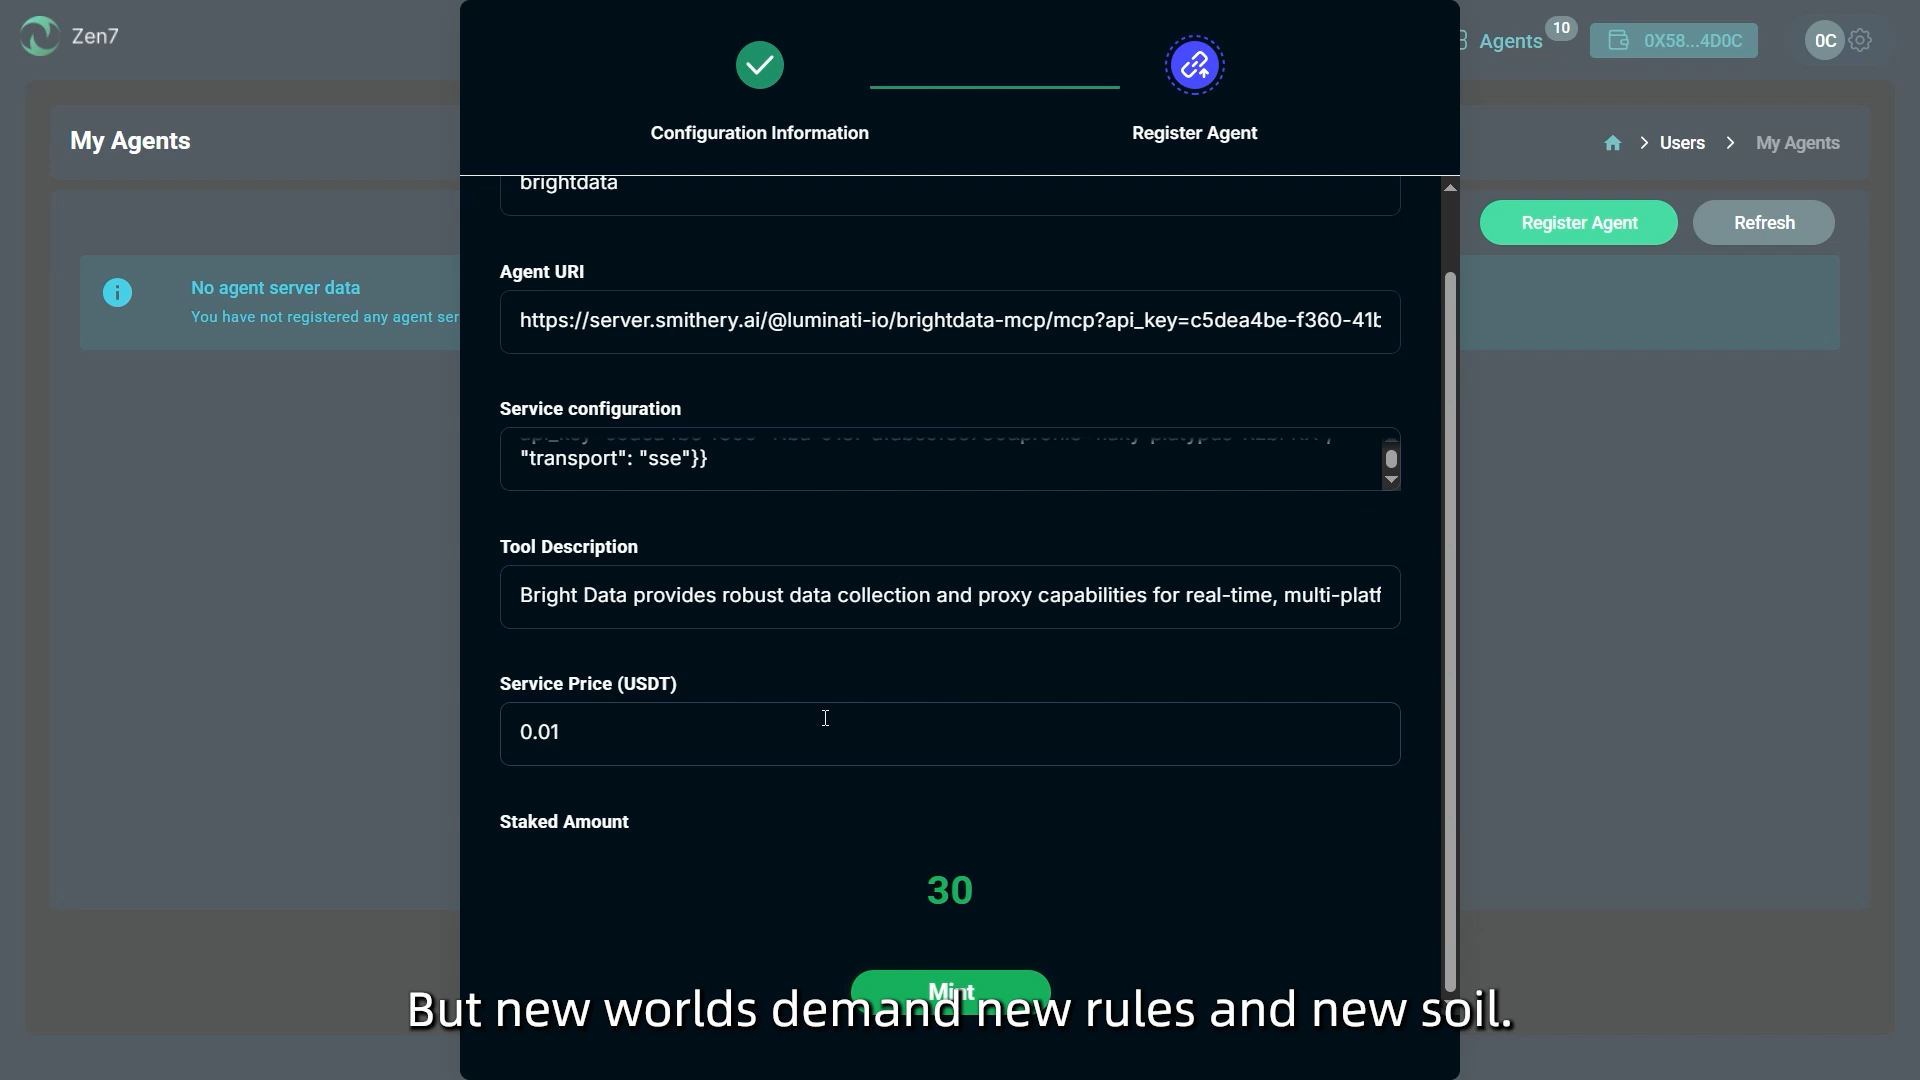 Zen7
Agents
10
0X58...4D0C
0C
Configuration Information
Register Agent
My Agents
Users
My Agents
brightdata
Register Agent
Refresh
Agent URI
No agent server data
You have not registered any agent ser
https://server.smithery.ai/@luminati-io/brightdata-mcp/mcp?api_key=c5dea4be-f360-41b
Service configuration
"transport": "sse"}}
Tool Description
Bright Data provides robust data collection and proxy capabilities for real-time, multi-platf
Service Price (USDT)
0.01
Staked Amount
30
Mint
But new worlds demand new rules and new soil.